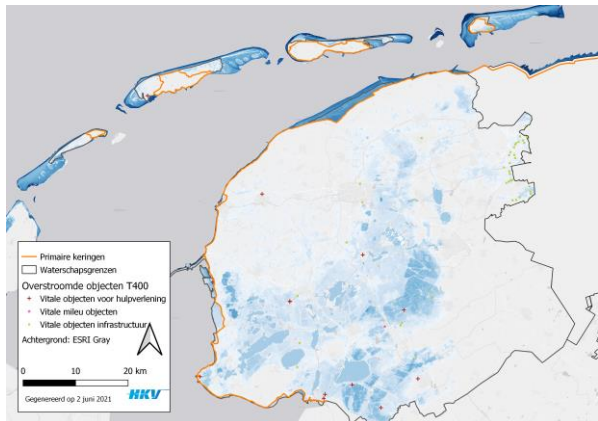 Primaire keringen
Waterschapsgrenzen
Overstroomde objecten T400
Vitale objecten voor hulpverlening
Vitale mileu objecten
Vitale objecten infrastructuur
Achtergrond: ESRI Gray
0 10 20 km
HKV
Gegenereerd op 2 juni 2021